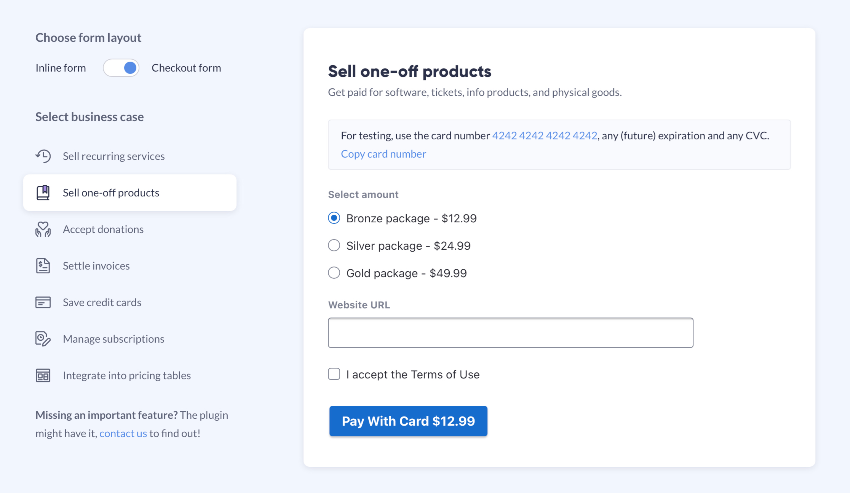 Choose form layout
Inline form
Checkout form
Select business case
Sell recurring services
Sell one-off products
Accept donations
Settle invoices
Save credit cards
Manage subscriptions
Integrate into pricing tables
Missing an important feature? The plugin
might have it, contact us to find out!
Sell one-off products
Get paid for software, tickets, info products, and physical goods.
For testing, use the card number 4242 4242 4242 4242, any (future) expiration and any CVC.
Copy card number
Select amount
Bronze package - $12.99
Silver package - $24.99
Gold package - $49.99
Website URL
I accept the Terms of Use
Pay With Card $12.99